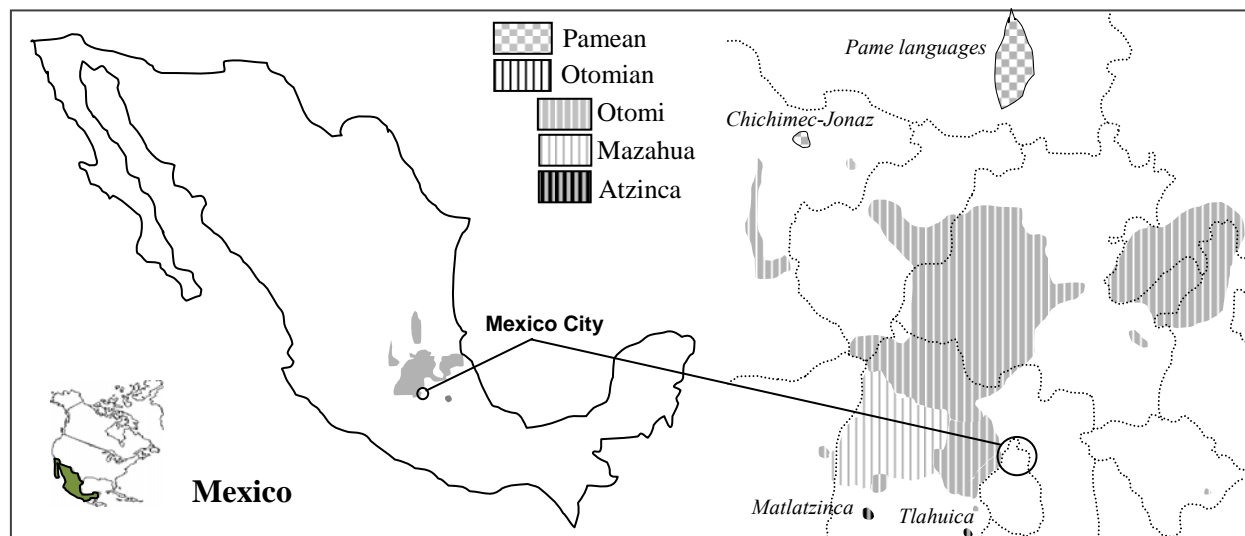 Pamean
Otomian
Otomi
Mazahua
Atzinca
Pame languages
Chichimec-Jonaz
Mexico City
Matlatzinca
Tlahuica
Mexico